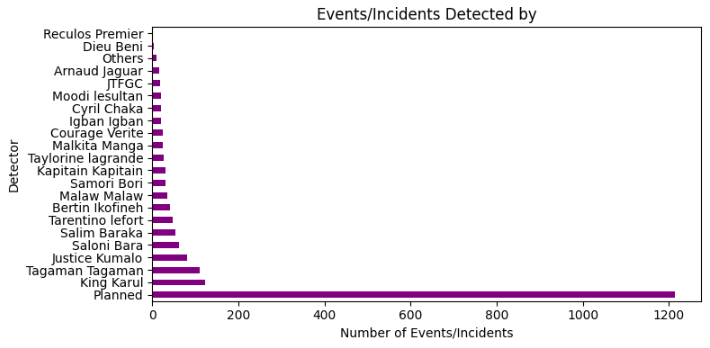 Events/Incidents Detected by
Reculos Premier
Dieu Beni
Others
Arnaud Jaguar
JTFGC
Moodi lesultan
Cyril Chaka
Igban Igban
Courage Verite
Malkita Manga
Taylorine lagrande
Kapitain Kapitain
Samori Bori
Malaw Malaw
Bertin Ikofineh
Tarentino lefort
Salim Baraka
Saloni Bara
Justice Kumalo
Tagaman Tagaman
King Karul
Planned
Detector
0 200 400 600 800 1000 1200
Number of Events/Incidents